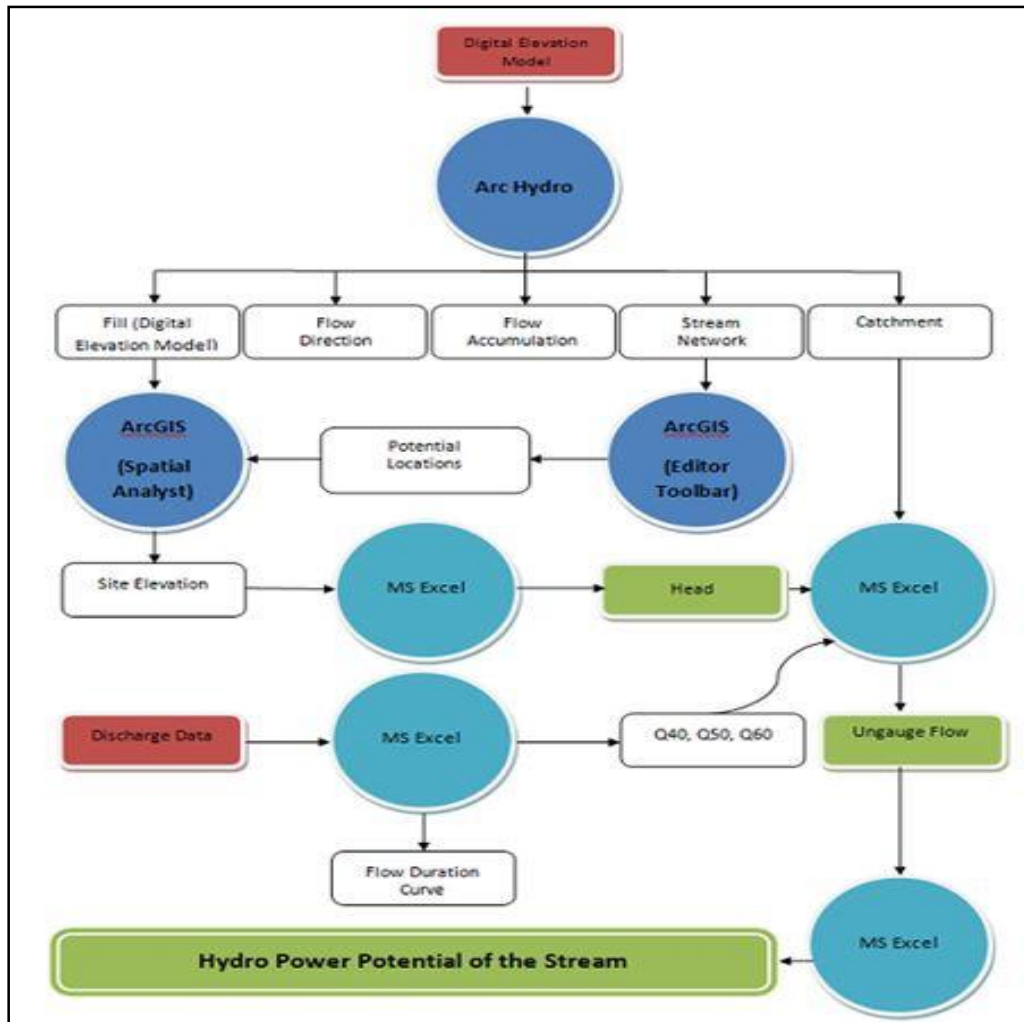 Digital Elevation
Model
Arc Hydro
Fill (Digital
Elevation Model)
Flow
Direction
Flow
Accumulation
Stream
Network
Catchment
ArcGIS
(Spatial
Analyst)
Potential
Locations
ArcGIS
(Editor
Toolbar)
Site Elevation
MS Excel
Head
MS Excel
Discharge Data
MS Excel
Q40, Q50, Q60
Ungauge Flow
Flow Duration
Curve
MS Excel
Hydro Power Potential of the Stream